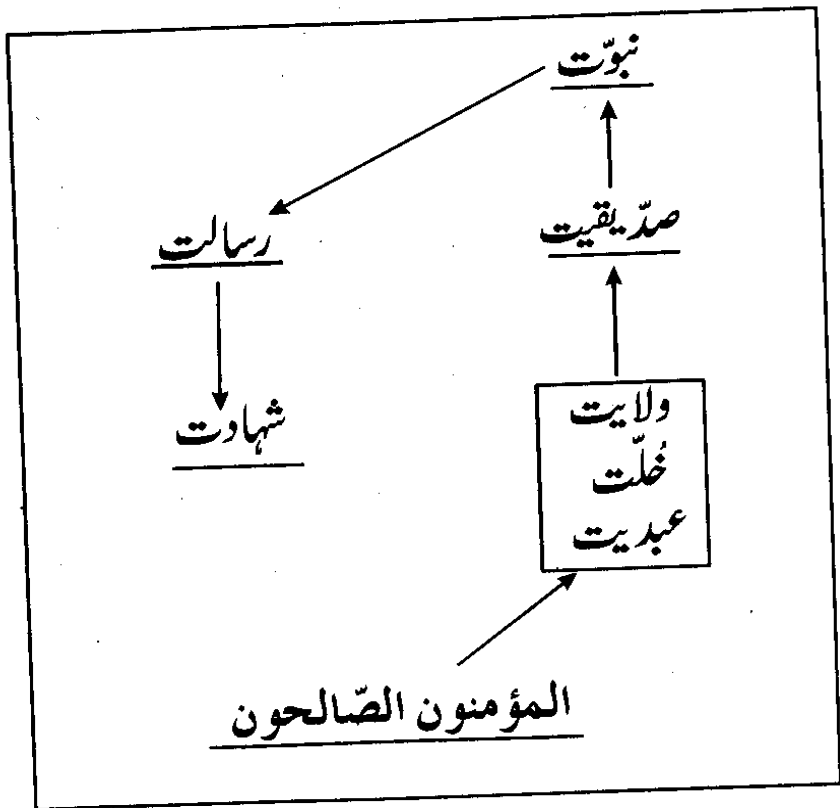 نبوّت
صدّیقیت
رسالت
ولایت
خُلّت
عبدیت
شہادت
المؤمنون الصّالحون